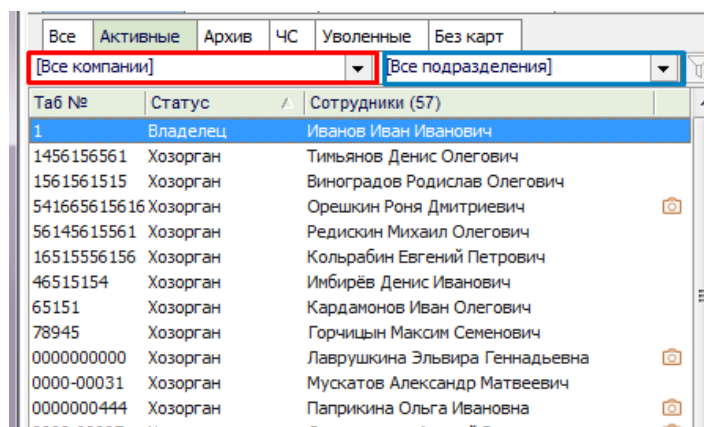 Все Активные Архив ЧС Уволенные Без карт
[Все компании] [Все подразделения]
Таб № Статус Сотрудники (57)
1 Владелец Иванов Иван Иванович
1456156561 Хозорган Тимьянов Денис Олегович
1561561515 Хозорган Виноградов Родислав Олегович
541665615616 Хозорган Орешкин Роня Дмитриевич
56145615561 Хозорган Редискин Михаил Олегович
16515556156 Хозорган Кольрабин Евгений Петрович
46515154 Хозорган Имбирёв Денис Иванович
65151 Хозорган Кардамонов Иван Олегович
78945 Хозорган Горчицын Максим Семенович
0000000000 Хозорган Лаврушкина Эльвира Геннадьевна
0000-00031 Хозорган Мускатов Александр Матвеевич
0000000444 Хозорган Паприкина Ольга Ивановна